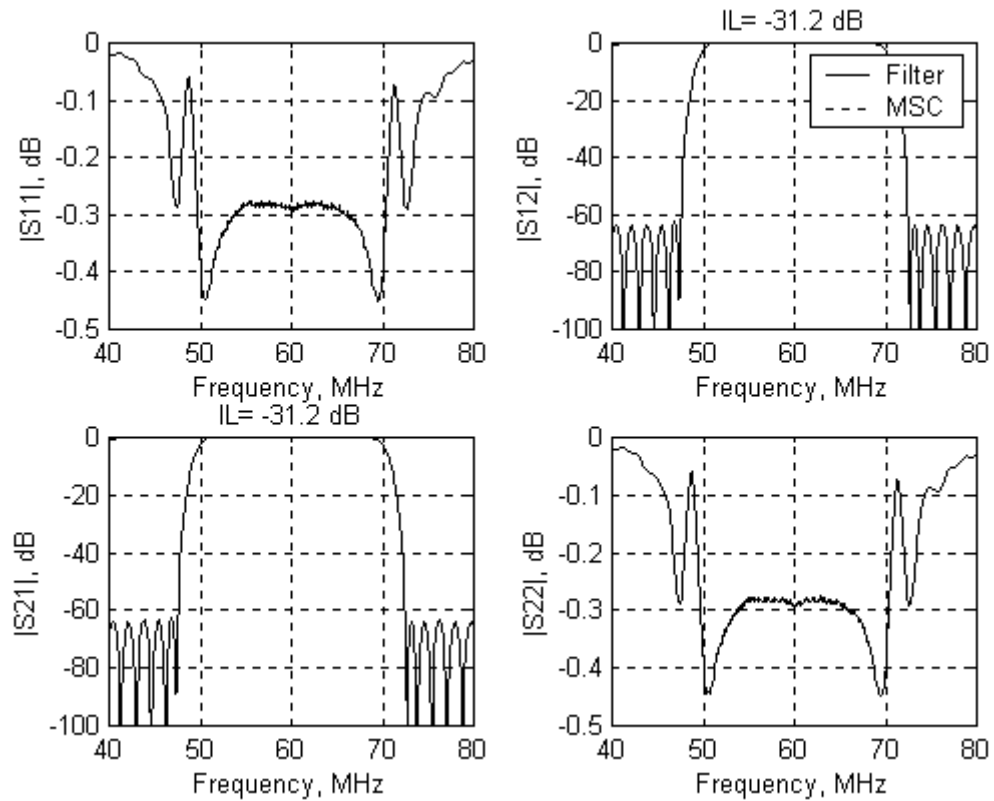 IL= -31.2 dB
0
-0.1
-0.2
-0.3
-0.4
-0.5
|S11|, dB
40 50 60 70 80
Frequency, MHz
0
-20
-40
-60
-80
-100
|S12|, dB
Filter
MSC
40 50 60 70 80
Frequency, MHz
IL= -31.2 dB
0
-20
-40
-60
-80
-100
|S21|, dB
40 50 60 70 80
Frequency, MHz
0
-0.1
-0.2
-0.3
-0.4
-0.5
|S22|, dB
40 50 60 70 80
Frequency, MHz